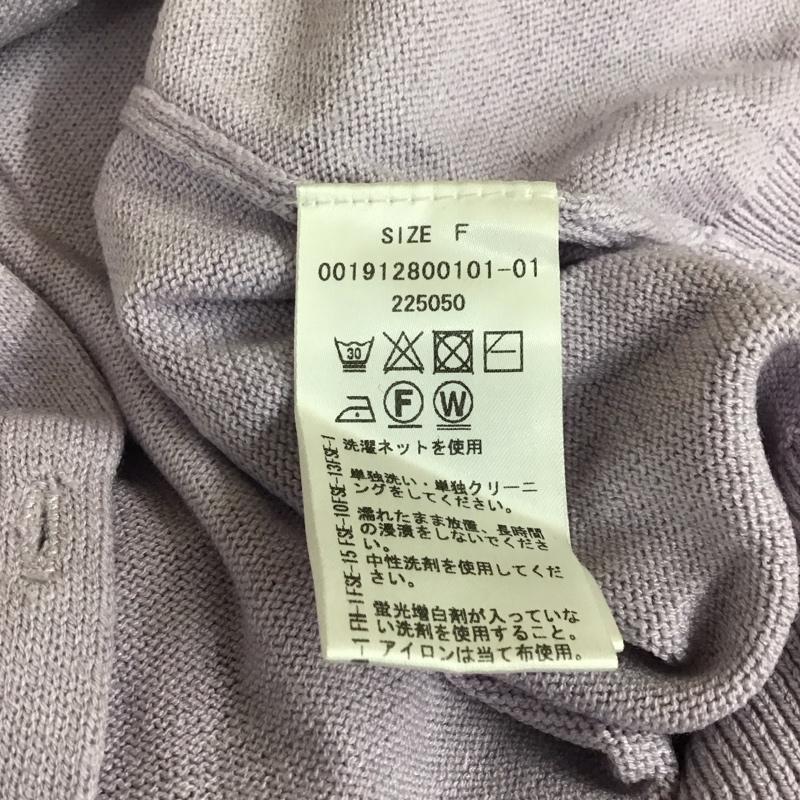 SIZE F
001912800101-01
225050
30
F W
洗濯ネットを使用
単独洗い・単独クリーニ
ングをしてください。
濡れたまま放置、長時間
の浸漬をしないでくださ
い。
中性洗剤を使用してくだ
さい。
蛍光増白剤が入っていな
い洗剤を使用すること。
アイロンは当て布使用。